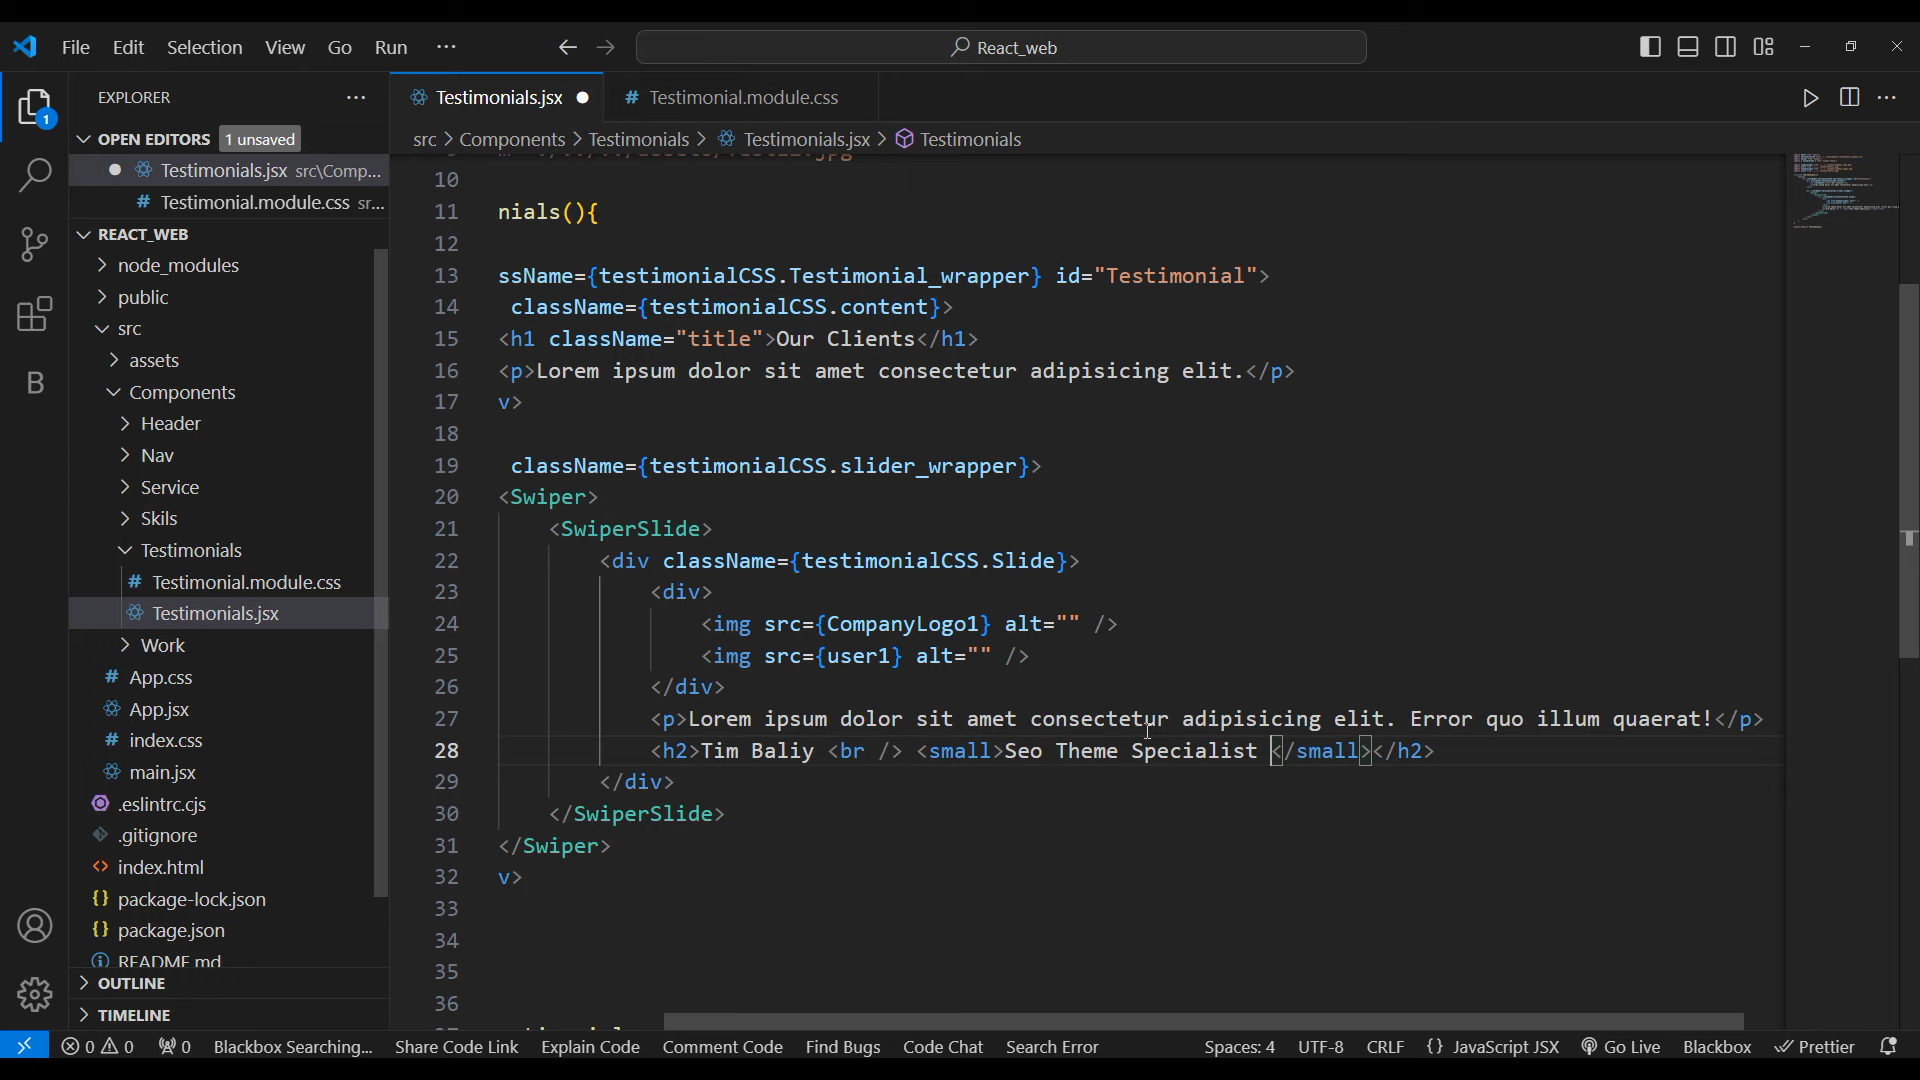 File Edit Selection View Go Run ··· React_web
EXPLORER ···
OPEN EDITORS 1 unsaved
Testimonials.jsx src\Comp...
# Testimonial.module.css sr...
REACT_WEB
node_modules
public
src
assets
Components
Header
Nav
Service
Skils
Testimonials
# Testimonial.module.css
Testimonials.jsx
Work
# App.css
App.jsx
# index.css
main.jsx
.eslintrc.cjs
.gitignore
<> index.html
{} package-lock.json
{} package.json
README.md
OUTLINE
TIMELINE
1
B
Testimonials.jsx # Testimonial.module.css ···
src > Components > Testimonials > Testimonials.jsx > Testimonials
10
11 nials(){
12
13 ssName={testimonialCSS.Testimonial_wrapper} id="Testimonial">
14 className={testimonialCSS.content}>
15 <h1 className="title">Our Clients</h1>
16 <p>Lorem ipsum dolor sit amet consectetur adipisicing elit.</p>
17 v>
18
19 className={testimonialCSS.slider_wrapper}>
20 <Swiper>
21 <SwiperSlide>
22 <div className={testimonialCSS.Slide}>
23 <div>
24 <img src={CompanyLogo1} alt="" />
25 <img src={user1} alt="" />
26 </div>
27 <p>Lorem ipsum dolor sit amet consectetur adipisicing elit. Error quo illum quaerat!</p>
28 <h2>Tim Baliy <br /> <small>Seo Theme Specialist </small></h2>
29 </div>
30 </SwiperSlide>
31 </Swiper>
32 v>
33
34
35
36
0 0 0 Blackbox Searching... Share Code Link Explain Code Comment Code Find Bugs Code Chat Search Error Spaces: 4 UTF-8 CRLF {} JavaScript JSX Go Live Blackbox Prettier